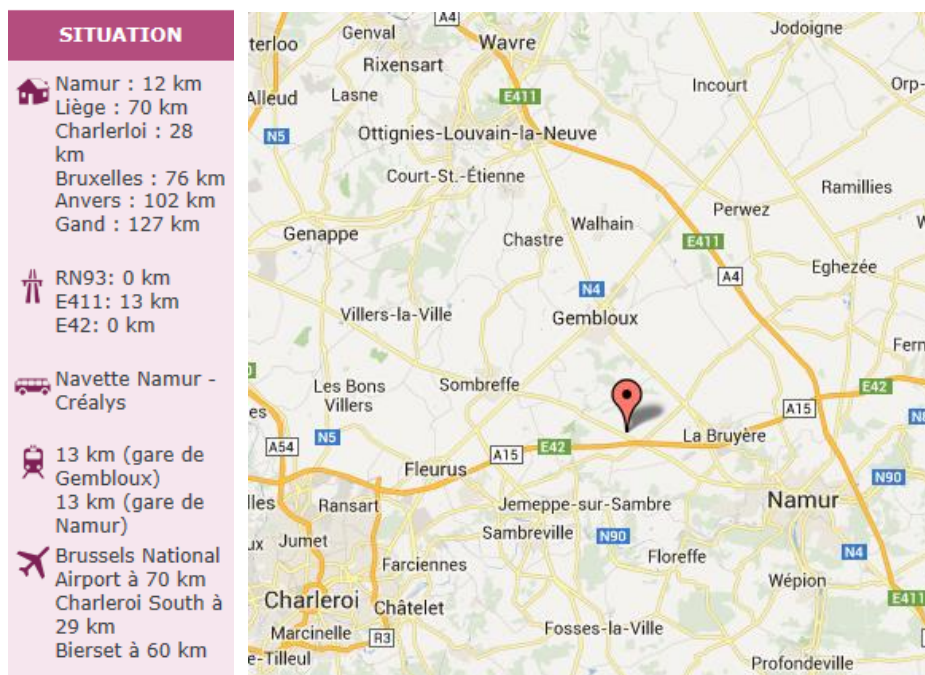 SITUATION
Namur : 12 km
Liège : 70 km
Charlerloi : 28
km
Bruxelles : 76 km
Anvers : 102 km
Gand : 127 km
RN93: 0 km
E411: 13 km
E42: 0 km
Navette Namur -
Créalys
13 km (gare de
Gembloux)
13 km (gare de
Namur)
Brussels National
Airport à 70 km
Charleroi South à
29 km
Bierset à 60 km
A4
Jodoigne
Genval
terloo
Wavre
Rixensart
Incourt
Orp-
Alleud
Lasne
E411
N5
Ottignies-Louvain-la-Neuve
Court-St.-Étienne
Ramillies
Perwez
Walhain
W
Genappe
Chastre
E411
Eghezée
A4
N4
Villers-la-Ville
Gembloux
Fern
Les Bons
Villers
Sombreffe
E42
es
A15
N5
La Bruyère
A54
E42
A15
Fleurus
N90
lles
Ransart
Jemeppe-sur-Sambre
Namur
Sambreville
N90
ux
Jumet
Floreffe
N4
Farciennes
Wépion
Charleroi
Châtelet
E411
Marcinelle
R3
Fosses-la-Ville
e-Tilleul
Profondeville